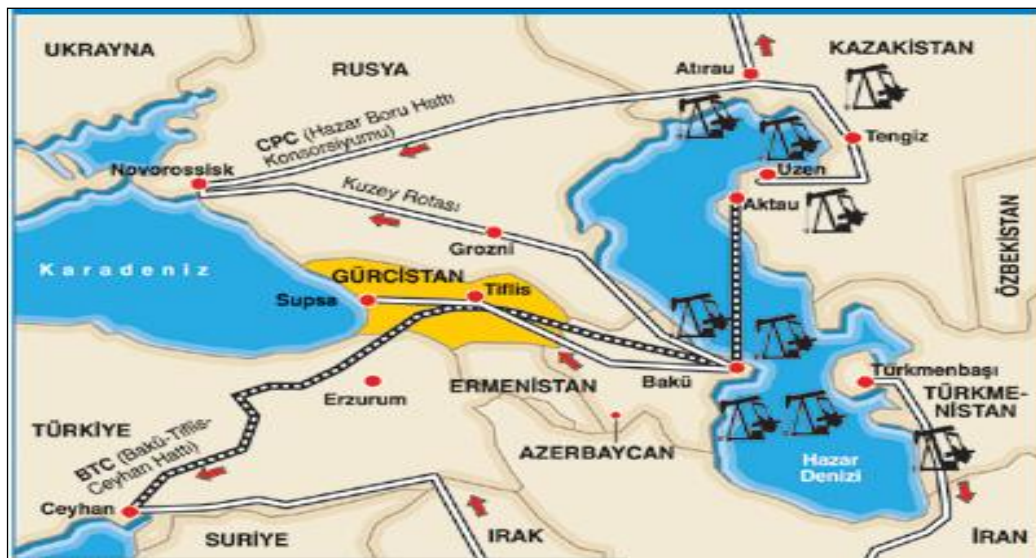 UKRAYNA
RUSYA
KAZAKİSTAN
Atırau
CPC (Hazar Boru Hattı
Konsorsiyumu)
Tengiz
Novorossisk
Uzen
Kuzey Rotası
Aktau
Grozni
ÖZBEKİSTAN
Karadeniz
GÜRCİSTAN
Supsa
Tiflis
Bakü
Türkmenbaşı
ERMENİSTAN
Erzurum
TÜRKME-
NİSTAN
TÜRKİYE
BTC (Bakü-Tiflis-
Ceyhan Hattı)
AZERBAYCAN
Hazar
Denizi
Ceyhan
SURİYE
IRAK
İRAN